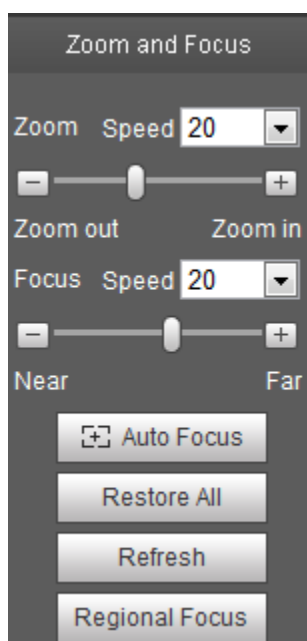 Zoom and Focus
Zoom Speed 20
Zoom out Zoom in
Focus Speed 20
Near Far
Auto Focus
Restore All
Refresh
Regional Focus